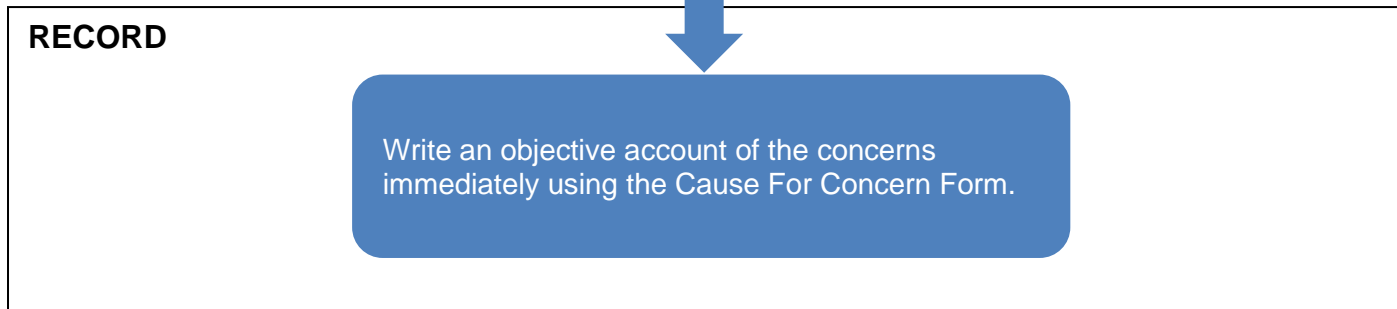 RECORD
Write an objective account of the concerns
immediately using the Cause For Concern Form.